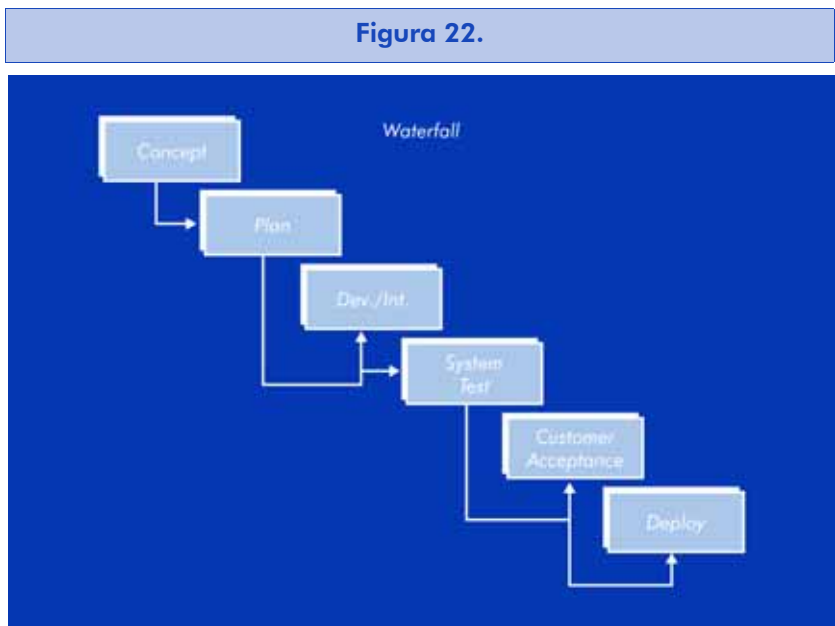 Figura 22.
Waterfall
Concept
Plan
Dev./Int.
System
Test
Customer
Acceptance
Deploy